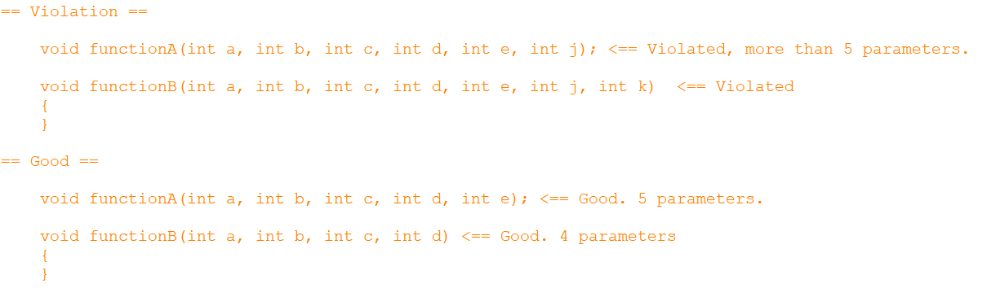 == Violation ==
void functionA(int a, int b, int c, int d, int e, int j); <== Violated, more than 5 parameters.
void functionB(int a, int b, int c, int d, int e, int j, int k)  <== Violated
{
}
== Good ==
void functionA(int a, int b, int c, int d, int e); <== Good. 5 parameters.
void functionB(int a, int b, int c, int d) <== Good. 4 parameters
{
}